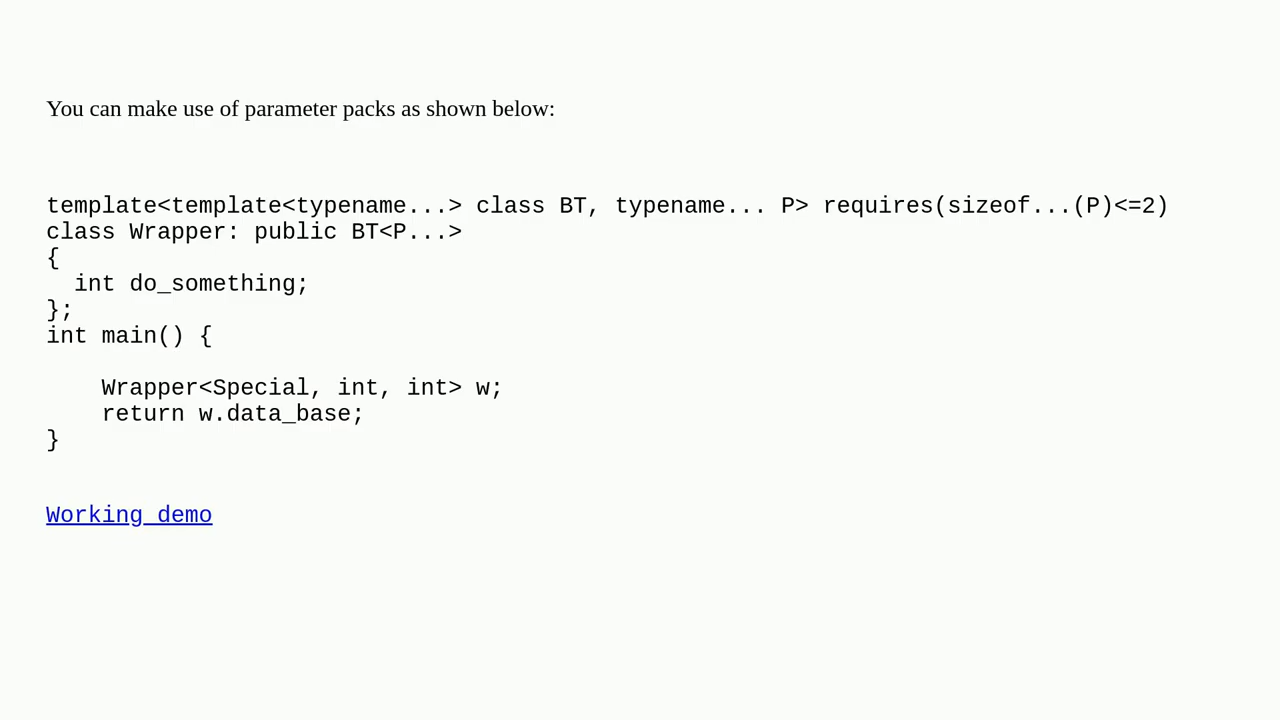 You can make use of parameter packs as shown below:
template<template<typename...> class BT, typename... P> requires(sizeof...(P)<=2)
class Wrapper: public BT<P...>
{
  int do_something;
};
int main() {
    Wrapper<Special, int, int> w;
    return w.data_base;
}
Working demo